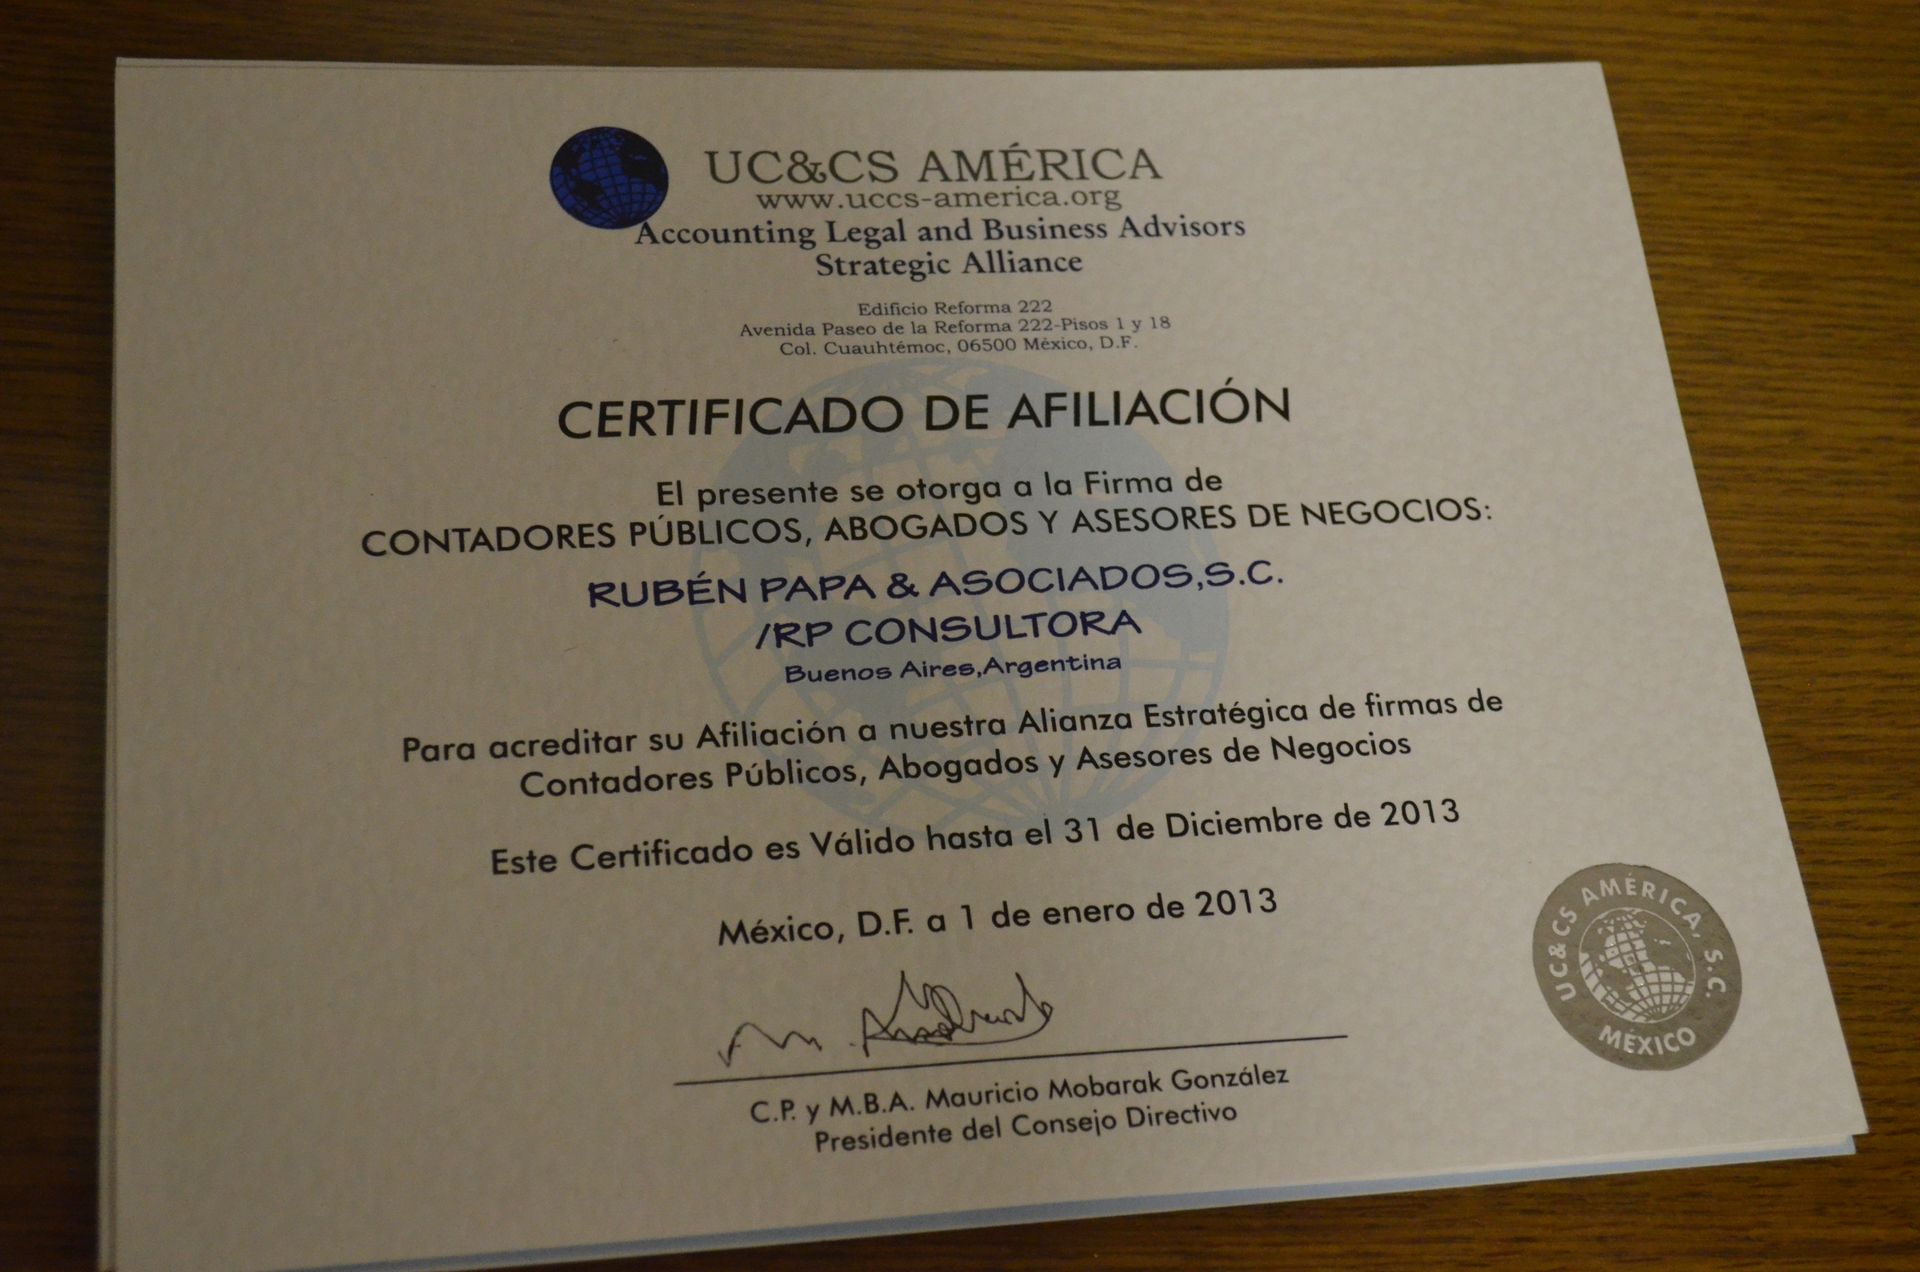 UC&CS AMÉRICA
www.uccs-america.org
Accounting Legal and Business Advisors
Strategic Alliance
Edificio Reforma 222
Avenida Paseo de la Reforma 222-Pisos 1 y 18
Col. Cuauhtémoc, 06500 México, D.F.
CERTIFICADO DE AFILIACIÓN
El presente se otorga a la Firma de
CONTADORES PÚBLICOS, ABOGADOS Y ASESORES DE NEGOCIOS:
RUBÉN PAPA & ASOCIADOS,S.C.
/RP CONSULTORA
Buenos Aires,Argentina
Para acreditar su Afiliación a nuestra Alianza Estratégica de firmas de
Contadores Públicos, Abogados y Asesores de Negocios
Este Certificado es Válido hasta el 31 de Diciembre de 2013
México, D.F. a 1 de enero de 2013
C.P. y M.B.A. Mauricio Mobarak González
Presidente del Consejo Directivo
UC&CS AMÉRICA, S.C.
MÉXICO